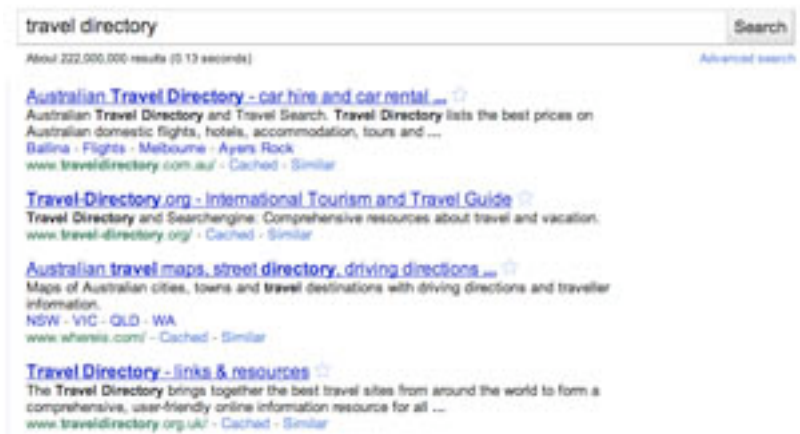 travel directory
Search
About 222,000,000 results (0.13 seconds)
Advanced search
Australian Travel Directory - car hire and car rental ...
Australian Travel Directory and Travel Search. Travel Directory lists the best prices on
Australian domestic flights, hotels, accommodation, tours and ...
Ballina - Flights - Melbourne - Ayers Rock
www.traveldirectory.com.au/ - Cached - Similar
Travel-Directory.org - International Tourism and Travel Guide
Travel Directory and Searchengine: Comprehensive resources about travel and vacation.
www.travel-directory.org/ - Cached - Similar
Australian travel maps, street directory, driving directions ...
Maps of Australian cities, towns and travel destinations with driving directions and traveller
information.
NSW - VIC - QLD - WA
www.whereis.com/ - Cached - Similar
Travel Directory - links & resources
The Travel Directory brings together the best travel sites from around the world to form a
comprehensive, user-friendly online information resource for all ...
www.traveldirectory.org.uk/ - Cached - Similar